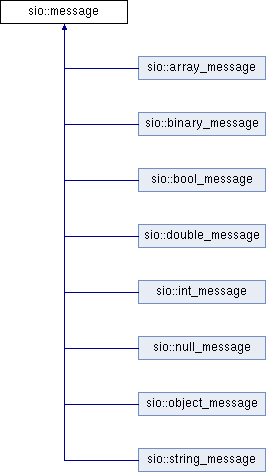 sio::message
sio::array_message
sio::binary_message
sio::bool_message
sio::double_message
sio::int_message
sio::null_message
sio::object_message
sio::string_message